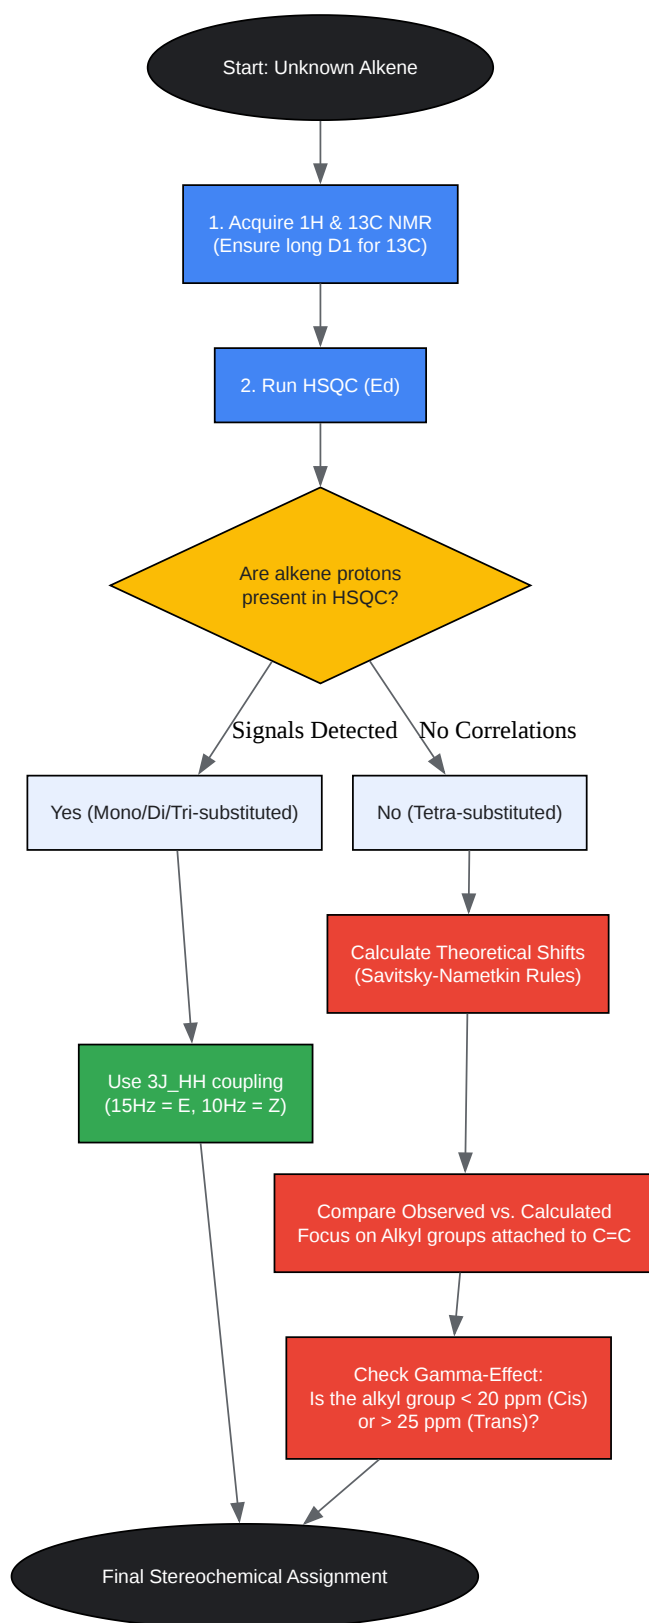 Start: Unknown Alkene
1. Acquire 1H & 13C NMR
(Ensure long D1 for 13C)
2. Run HSQC (Ed)
Are alkene protons
present in HSQC?
Signals Detected
No Correlations
Yes (Mono/Di/Tri-substituted)
No (Tetra-substituted)
Calculate Theoretical Shifts
(Savitsky-Nametkin Rules)
Use 3J_HH coupling
(15Hz = E, 10Hz = Z)
Compare Observed vs. Calculated
Focus on Alkyl groups attached to C=C
Check Gamma-Effect:
Is the alkyl group < 20 ppm (Cis)
or > 25 ppm (Trans)?
Final Stereochemical Assignment